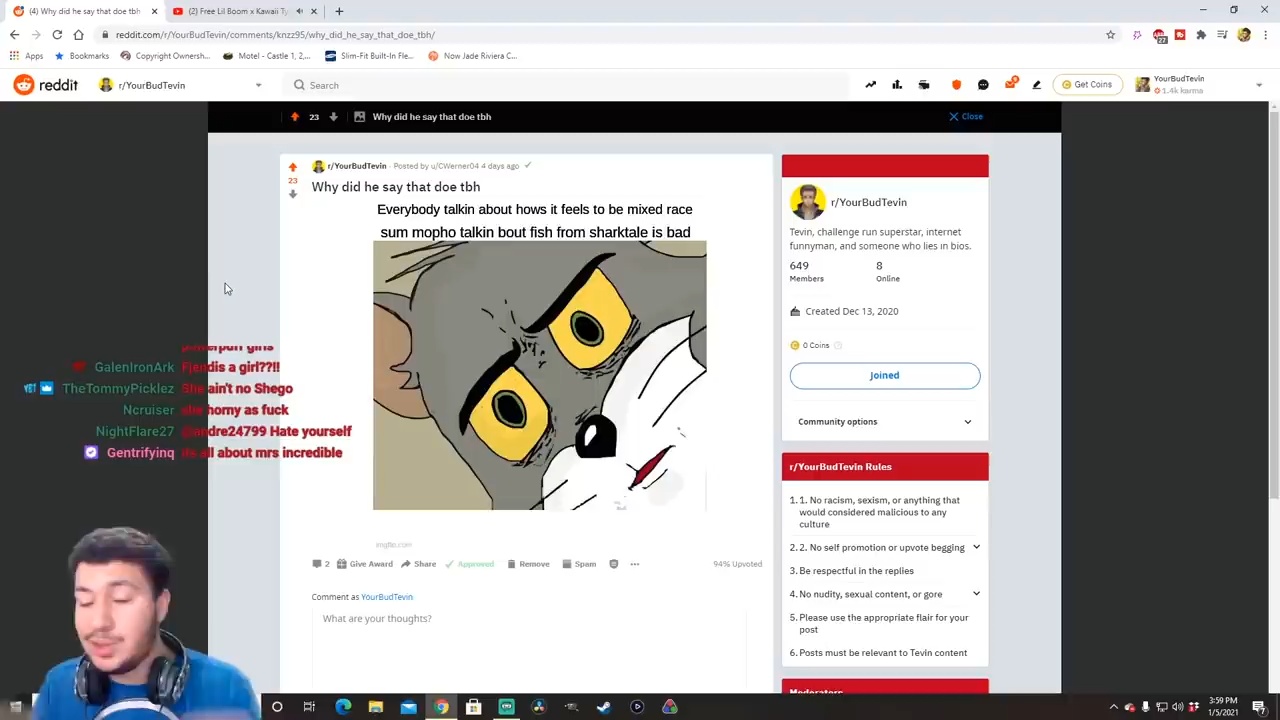 (4) Why did he say that doe tbh
(2) Free Lil Boom x Kawaii Ty
reddit.com/r/YourBudTevin/comments/knzz95/why_did_he_say_that_doe_tbh/
27
Apps
Bookmarks
Copyright Ownersh...
Motel - Castle 1, 2,...
Slim-Fit Built-In Fle...
Now Jade Riviera C...
reddit
r/YourBudTevin
Search
Get Coins
YourBudTevin
1.4k karma
23
Why did he say that doe tbh
Close
r/YourBudTevin · Posted by u/CWerner04 4 days ago
23
Why did he say that doe tbh
Everybody talkin about hows it feels to be mixed race
sum mopho talkin bout fish from sharktale is bad
imgflip.com
2
Give Award
Share
Approved
Remove
Spam
94% Upvoted
Comment as YourBudTevin
What are your thoughts?
r/YourBudTevin
Tevin, challenge run superstar, internet
funnyman, and someone who lies in bios.
649
Members
8
Online
Created Dec 13, 2020
0 Coins
Joined
Community options
r/YourBudTevin Rules
1. 1. No racism, sexism, or anything that
would considered malicious to any
culture
2. 2. No self promotion or upvote begging
3. Be respectful in the replies
4. No nudity, sexual content, or gore
5. Please use the appropriate flair for your
post
6. Posts must be relevant to Tevin content
Moderators
powerpuff girls
GalenIronArk Fjendis a girl??!!
TheTommyPicklez She ain't no Shego
Ncruiser she horny as fuck
NightFlare27 @andre24799 Hate yourself
Gentrifyinq its all about mrs incredible
3:59 PM
1/5/2021